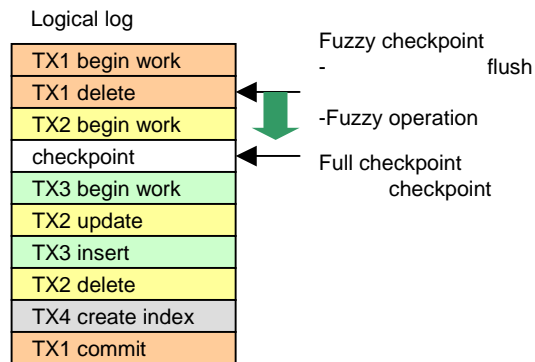 Logical log
TX1 begin work
TX1 delete
TX2 begin work
checkpoint
TX3 begin work
TX2 update
TX3 insert
TX2 delete
TX4 create index
TX1 commit
Fuzzy checkpoint
- flush
-Fuzzy operation
Full checkpoint
checkpoint